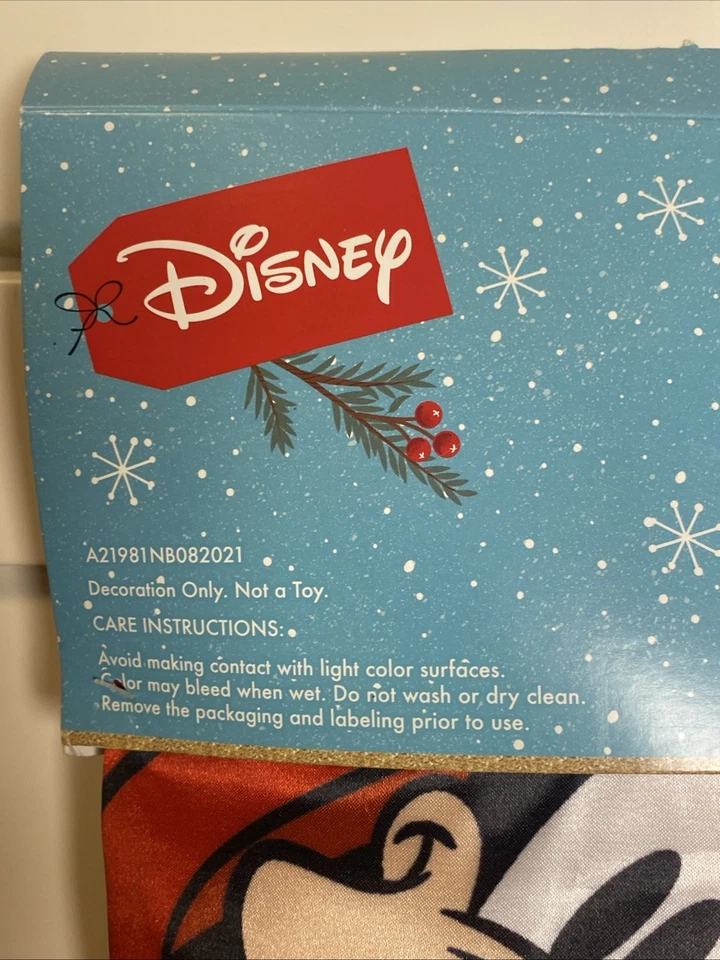 DISNEY
A21981NB082021
Decoration Only. Not a Toy.
CARE INSTRUCTIONS:
Avoid making contact with light color surfaces.
Color may bleed when wet. Do not wash or dry clean.
Remove the packaging and labeling prior to use.